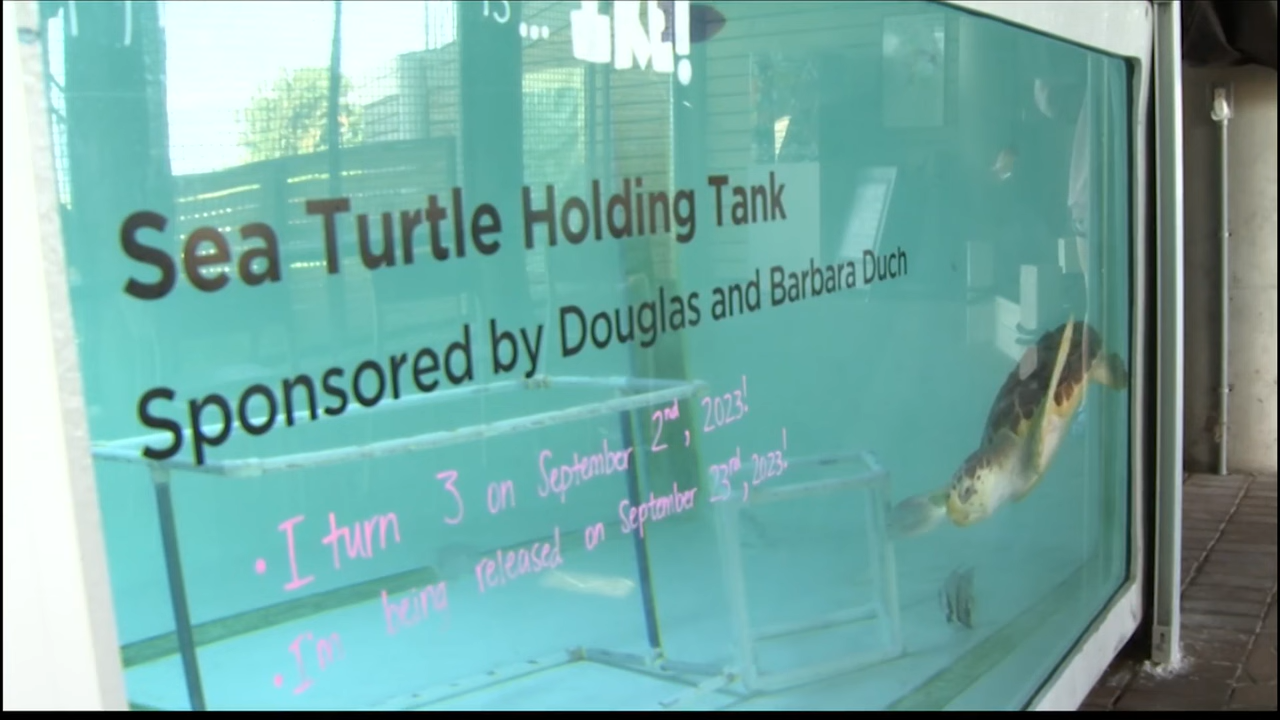 Sea Turtle Holding Tank
Sponsored by Douglas and Barbara Duch
• I turn 3 on September 2nd, 2023!
• I'm being released on September 23rd, 2023!